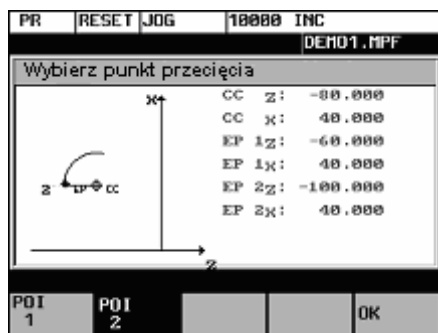 PR RESET JOG 10000 INC
DEMO1.MPF
Wybierz punkt przecięcia
X
CC Z: -80.000
CC X: 40.000
EP 1Z: -60.000
EP 1X: 40.000
2 EP CC
EP 2Z: -100.000
EP 2X: 40.000
Z
POI 1 POI 2 OK